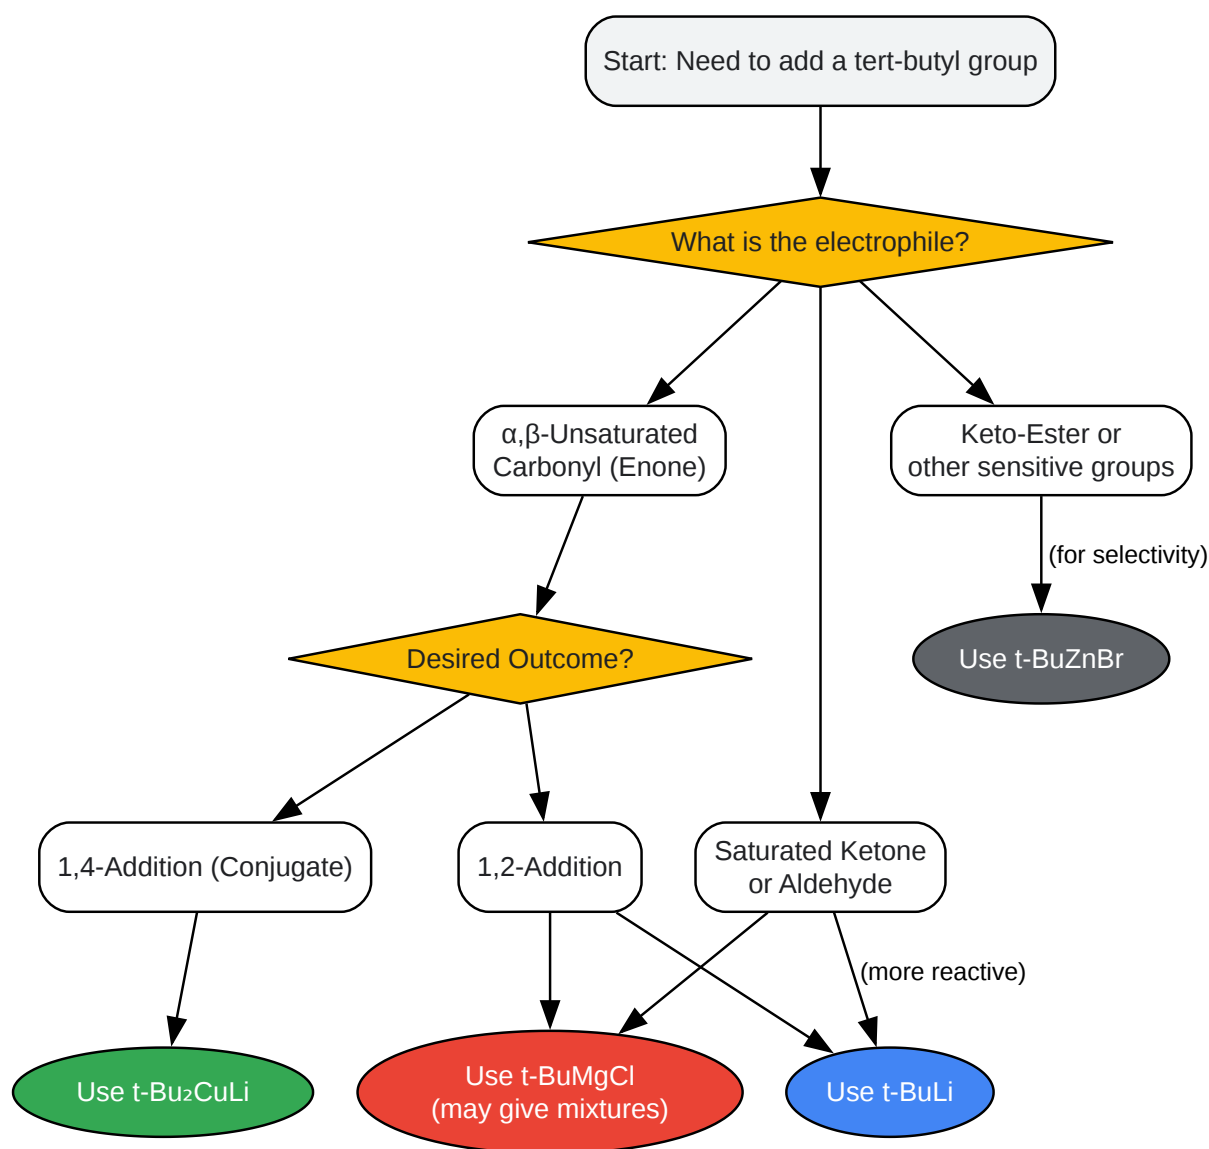 Start: Need to add a tert-butyl group
What is the electrophile?
α,β-Unsaturated
Carbonyl (Enone)
Keto-Ester or
other sensitive groups
(for selectivity)
Desired Outcome?
Use t-BuZnBr
1,4-Addition (Conjugate)
1,2-Addition
Saturated Ketone
or Aldehyde
(more reactive)
Use t-Bu₂CuLi
Use t-BuMgCl
(may give mixtures)
Use t-BuLi